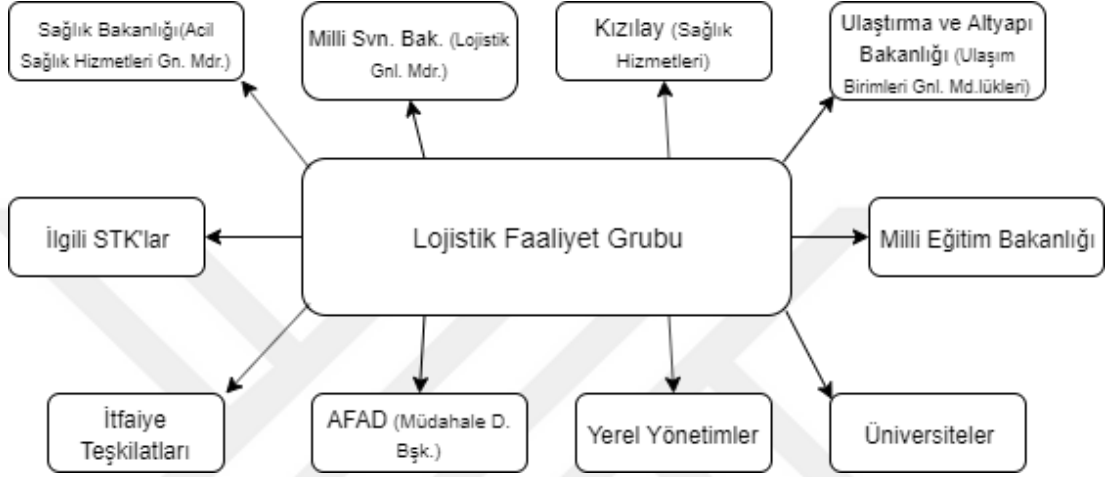 Sağlık Bakanlığı(Acil
Sağlık Hizmetleri Gn. Mdr.)
Milli Svn. Bak. (Lojistik
Gnl. Mdr.)
Kızılay (Sağlık
Hizmetleri)
Ulaştırma ve Altyapı
Bakanlığı (Ulaşım
Birimleri Gnl. Md.lükleri)
İlgili STK'lar
Lojistik Faaliyet Grubu
Milli Eğitim Bakanlığı
İtfaiye
Teşkilatları
AFAD (Müdahale D.
Bşk.)
Yerel Yönetimler
Üniversiteler